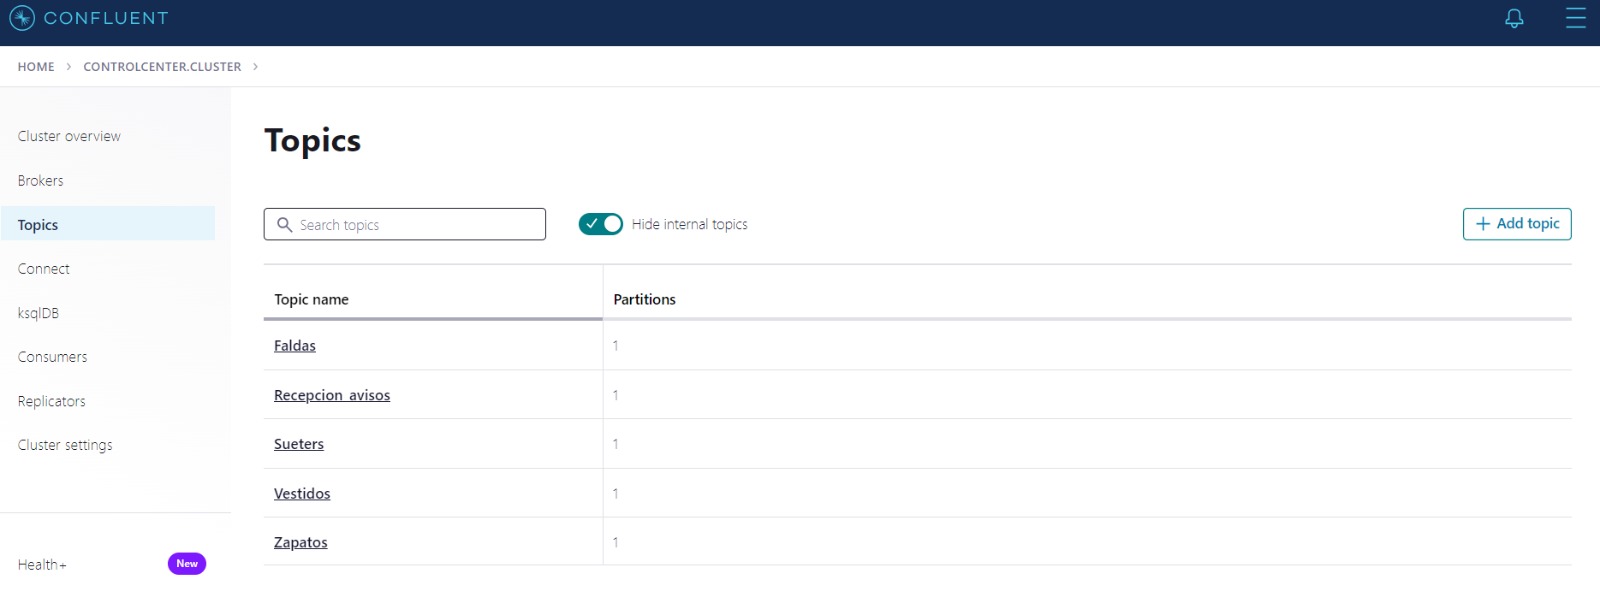 CONFLUENT
HOME > CONTROLCENTER.CLUSTER >
Cluster overview
Brokers
Topics
Connect
ksqlDB
Consumers
Replicators
Cluster settings
Health+ New
Topics
Search topics
Hide internal topics
+ Add topic
Topic name Partitions
Faldas 1
Recepcion_avisos 1
Sueters 1
Vestidos 1
Zapatos 1